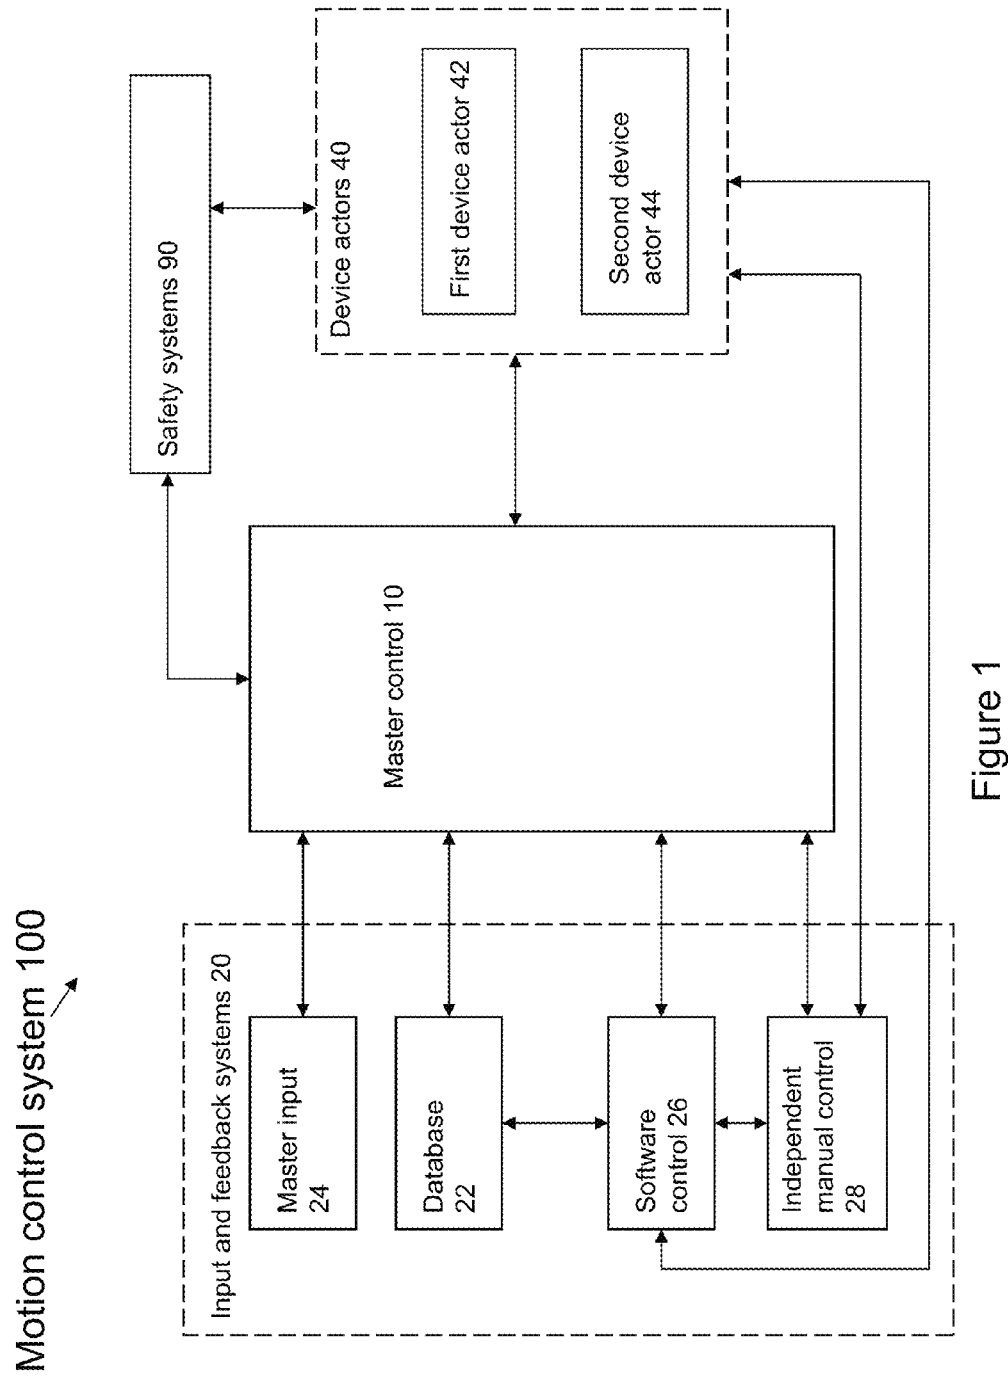 Motion control system 100
Input and feedback systems 20
Master input
24
Database
22
Software
control 26
Independent
manual control
28
Master control 10
Safety systems 90
Device actors 40
First device actor 42
Second device
actor 44
Figure 1